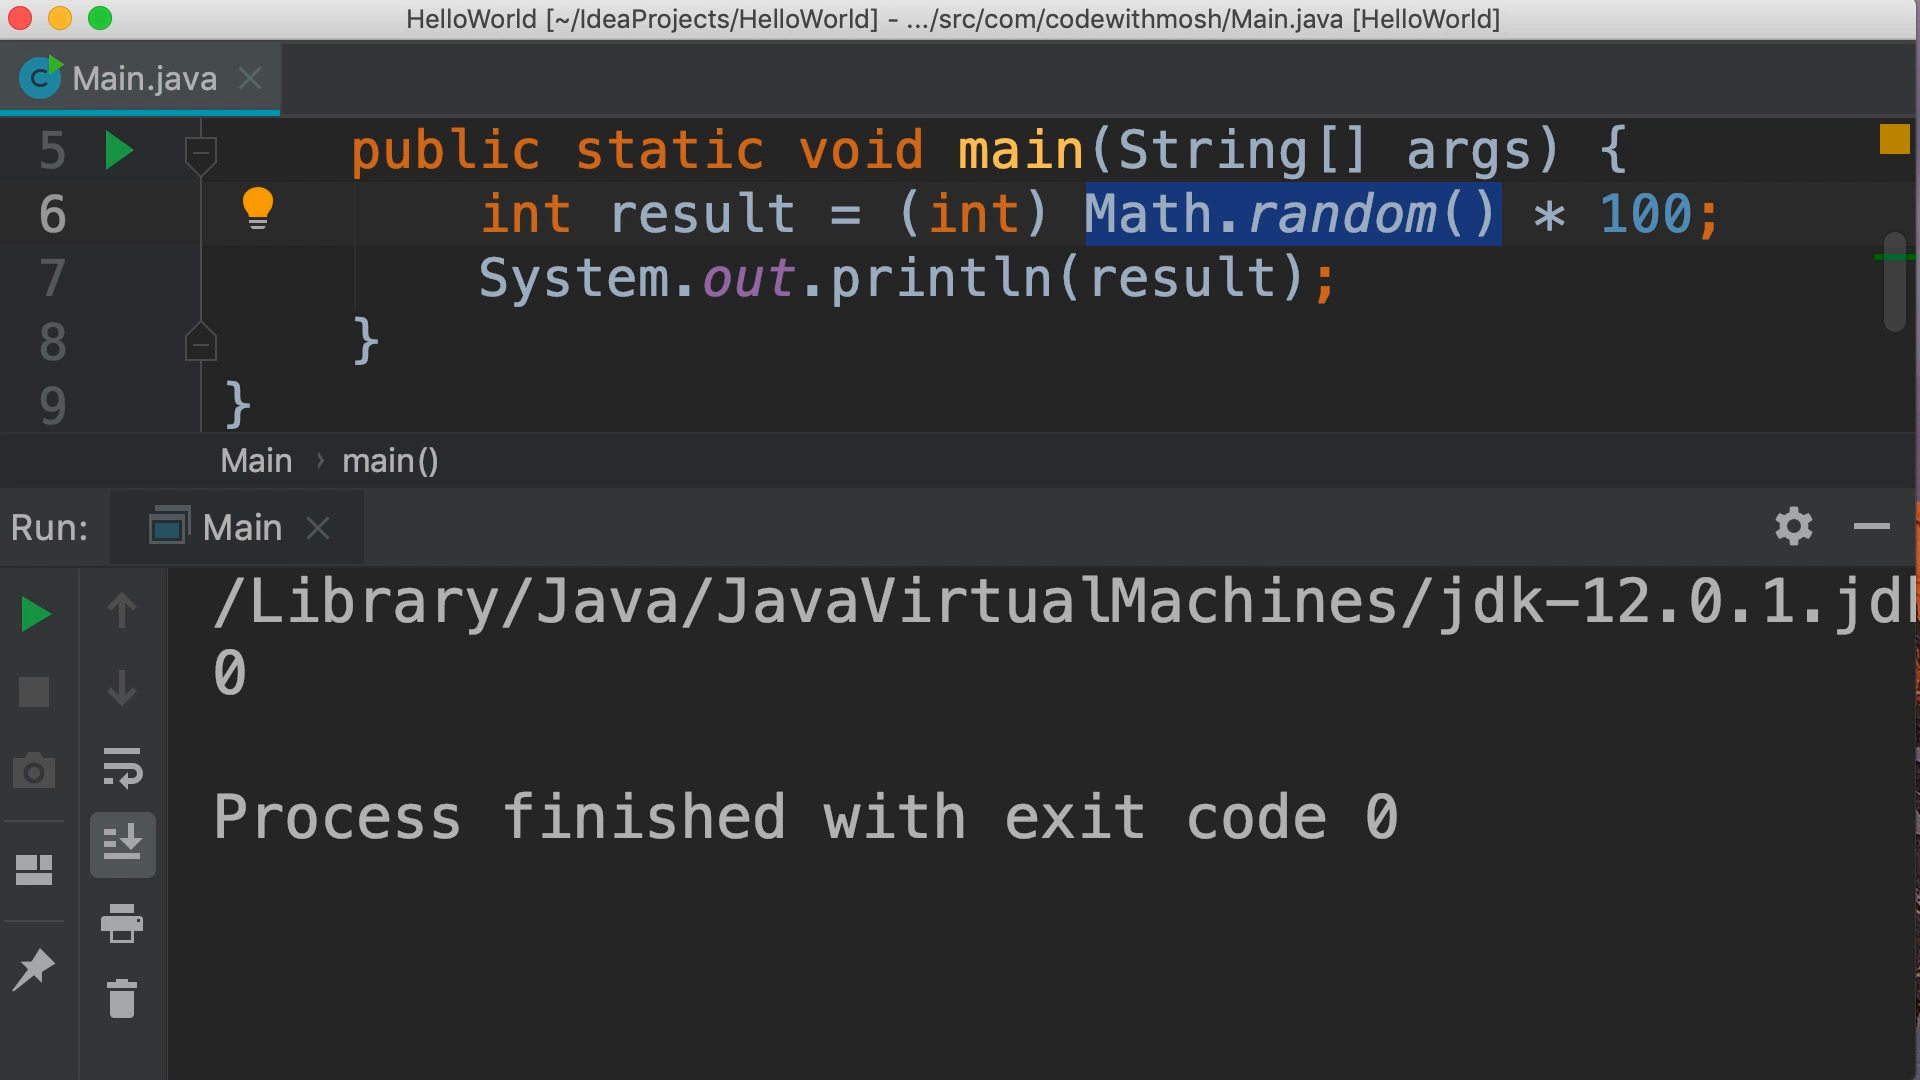 HelloWorld [~/IdeaProjects/HelloWorld] - .../src/com/codewithmosh/Main.java [HelloWorld]
Main.java
5 public static void main(String[] args) {
6 int result = (int) Math.random() * 100;
7 System.out.println(result);
8 }
9 }
Main › main()
Run: Main
/Library/Java/JavaVirtualMachines/jdk-12.0.1.jd
0
Process finished with exit code 0